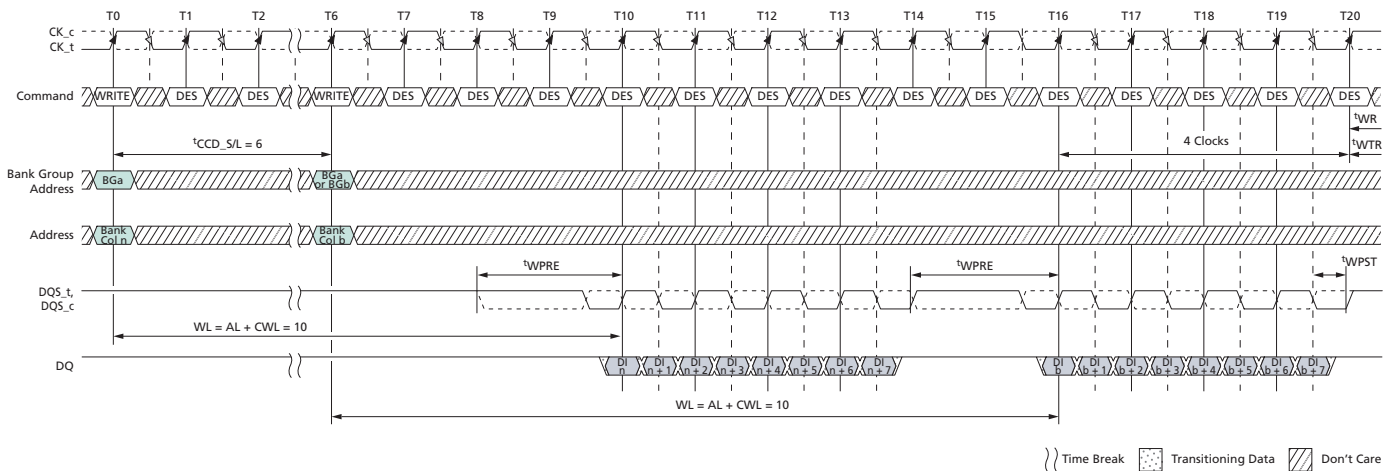 T0 T1 T2 T6 T7 T8 T9 T10 T11 T12 T13 T14 T15 T16 T17 T18 T19 T20
CK_c
CK_t
Command WRITE DES DES WRITE DES DES DES DES DES DES DES DES DES DES DES DES DES DES
tWR
tCCD_S/L = 6
4 Clocks
tWTR
Bank Group
Address
BGa
BGa
or BGb
Address
Bank
Col n
Bank
Col b
tWPRE tWPRE tWPST
DQS_t,
DQS_c
WL = AL + CWL = 10
DQ
DI
n
DI
n + 1
DI
n + 2
DI
n + 3
DI
n + 4
DI
n + 5
DI
n + 6
DI
n + 7
DI
b
DI
b + 1
DI
b + 2
DI
b + 3
DI
b + 4
DI
b + 5
DI
b + 6
DI
b + 7
WL = AL + CWL = 10
Time Break Transitioning Data Don't Care